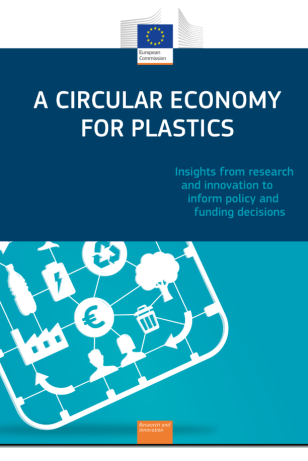 European
Commission
A CIRCULAR ECONOMY
FOR PLASTICS
Insights from research
and innovation to
inform policy and
funding decisions
€
Research and
Innovation